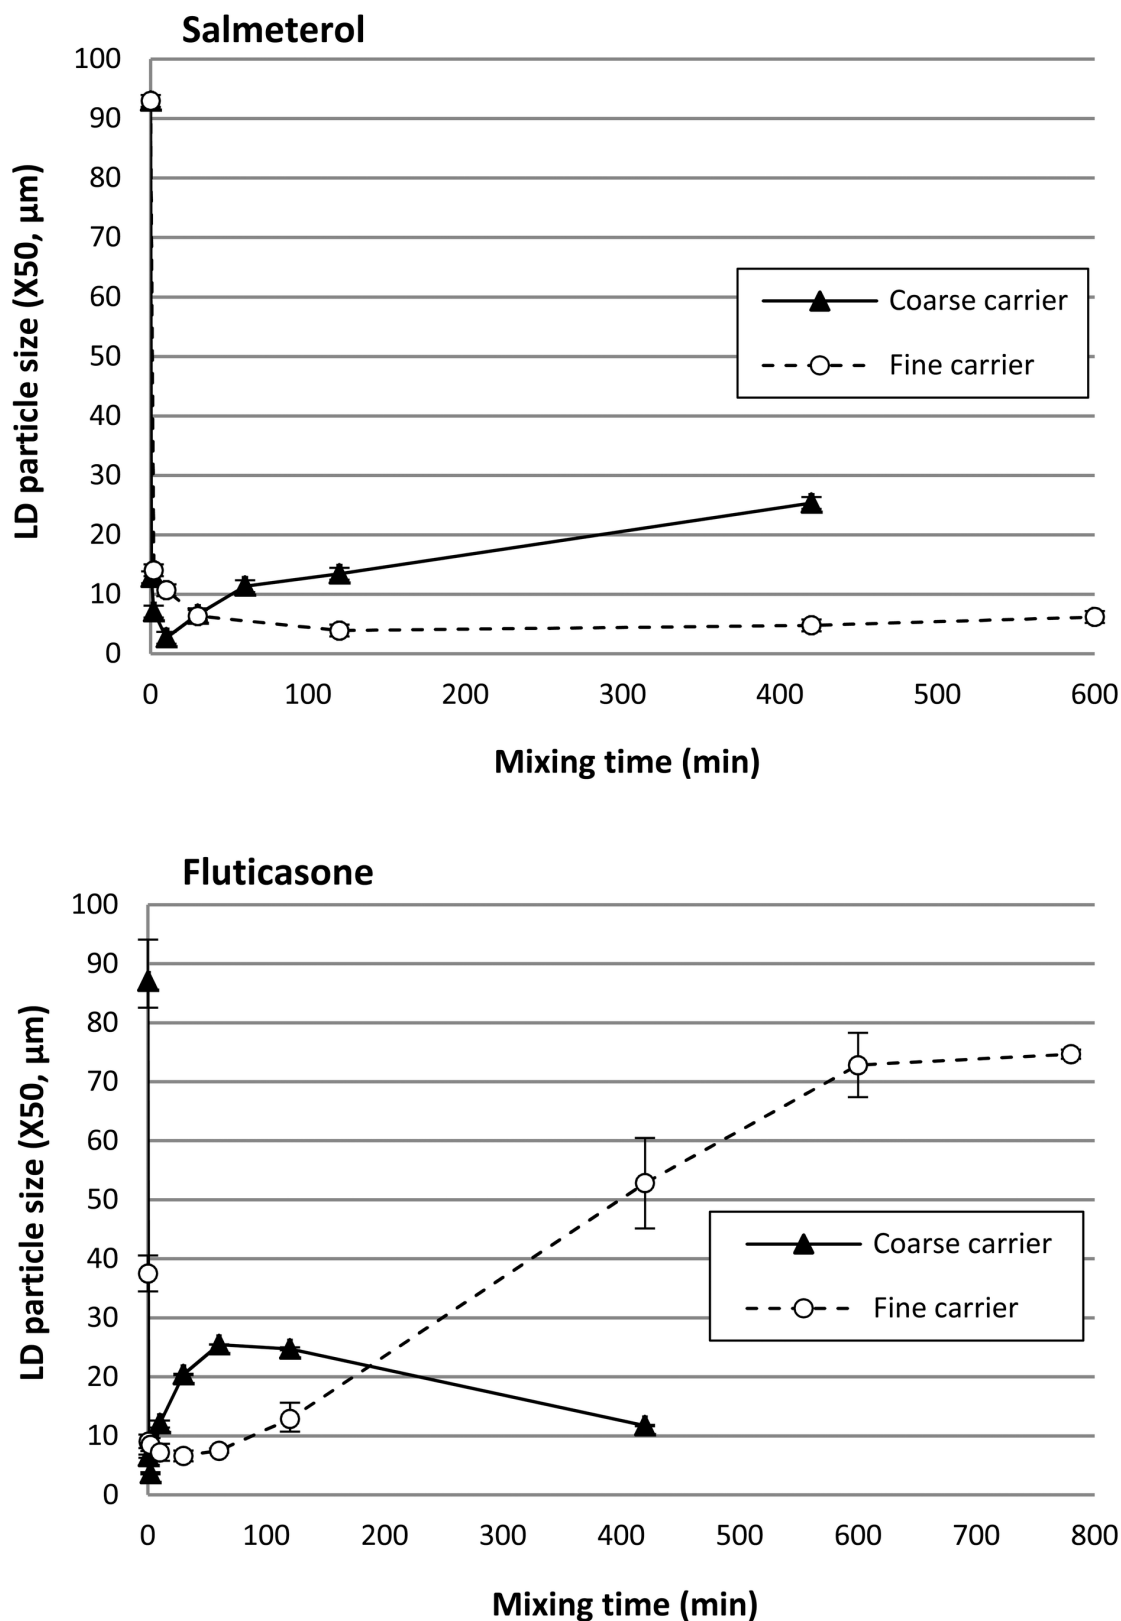 Salmeterol
100
90
80
70
60
50
40
30
20
10
0
LD particle size (X50, µm)
Coarse carrier
Fine carrier
0 100 200 300 400 500 600
Mixing time (min)
Fluticasone
100
90
80
70
60
50
40
30
20
10
0
LD particle size (X50, µm)
Coarse carrier
Fine carrier
0 100 200 300 400 500 600 700 800
Mixing time (min)